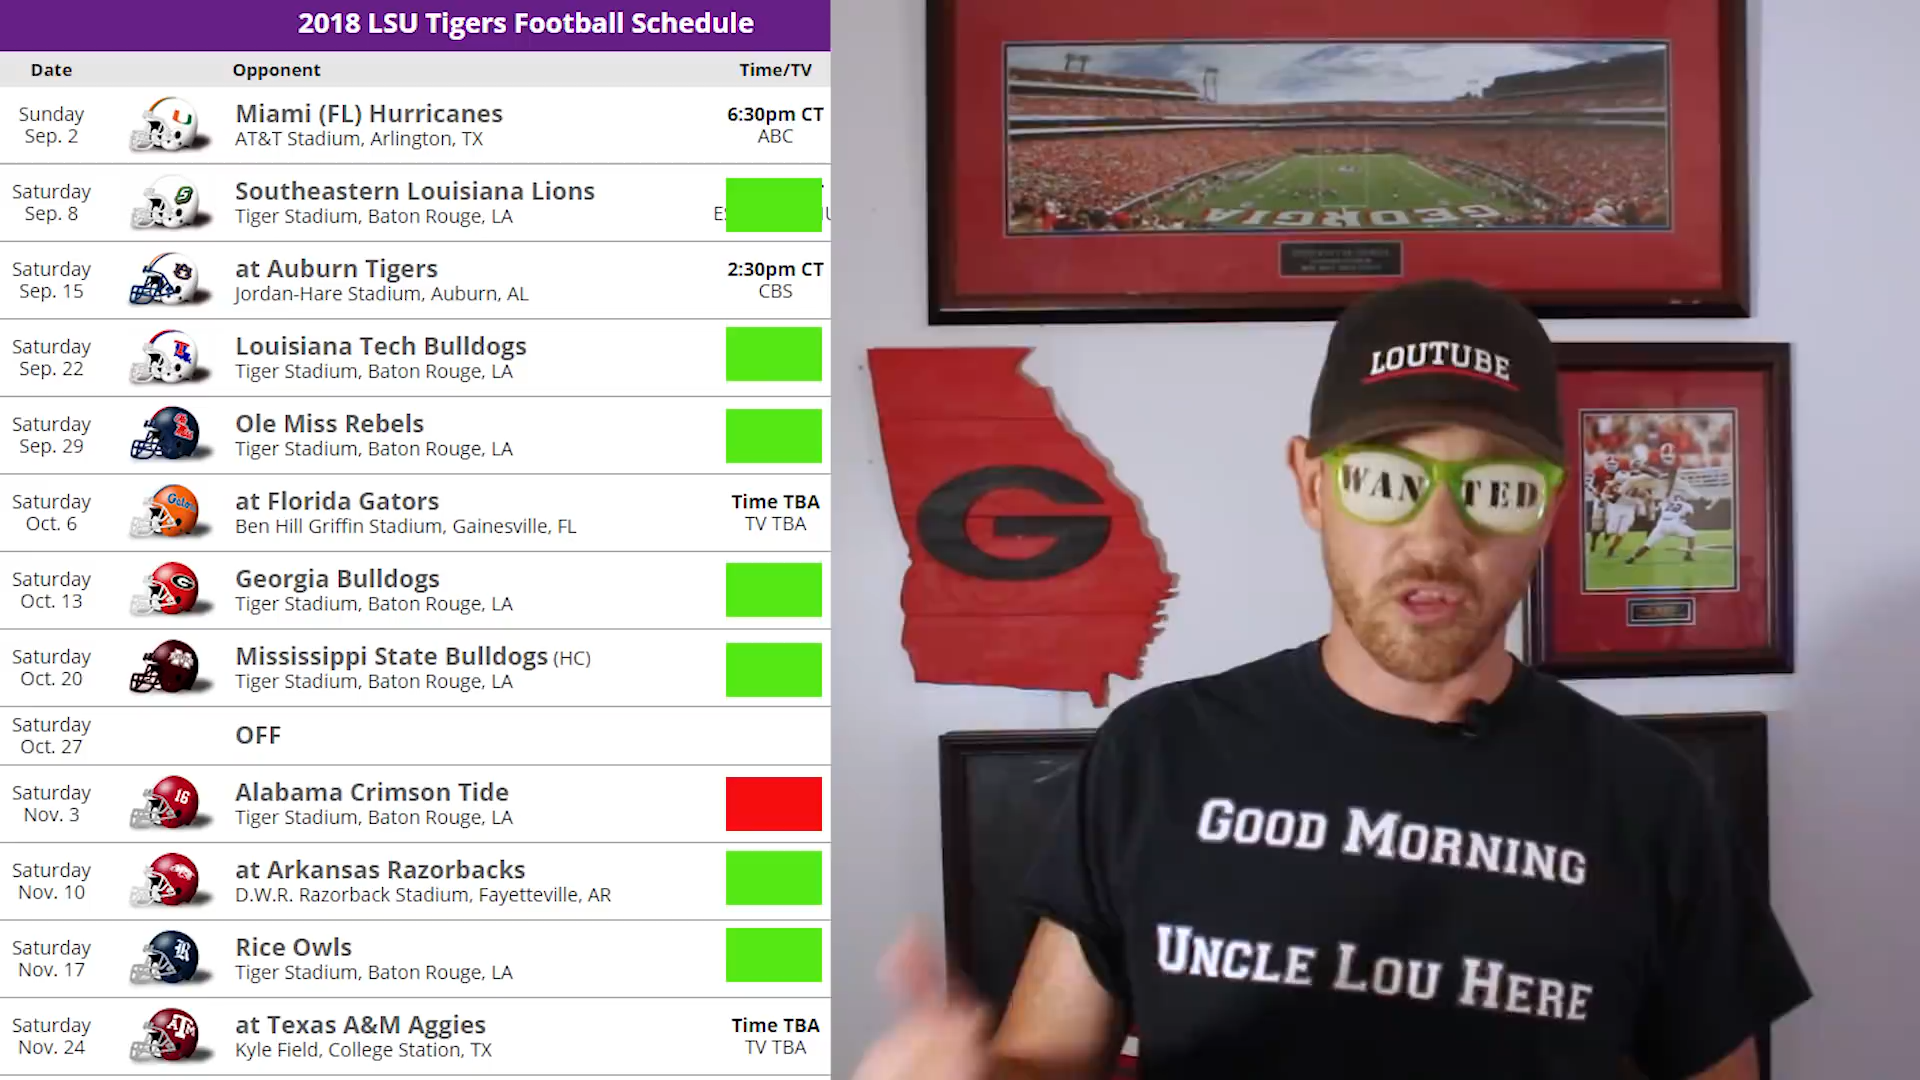 2018 LSU Tigers Football Schedule
Date Opponent Time/TV
Sunday
Sep. 2
Miami (FL) Hurricanes
AT&T Stadium, Arlington, TX
6:30pm CT
ABC
Saturday
Sep. 8
Southeastern Louisiana Lions
Tiger Stadium, Baton Rouge, LA
Saturday
Sep. 15
at Auburn Tigers
Jordan-Hare Stadium, Auburn, AL
2:30pm CT
CBS
Saturday
Sep. 22
Louisiana Tech Bulldogs
Tiger Stadium, Baton Rouge, LA
Saturday
Sep. 29
Ole Miss Rebels
Tiger Stadium, Baton Rouge, LA
Saturday
Oct. 6
Gators
at Florida Gators
Ben Hill Griffin Stadium, Gainesville, FL
Time TBA
TV TBA
Saturday
Oct. 13
G
Georgia Bulldogs
Tiger Stadium, Baton Rouge, LA
Saturday
Oct. 20
Mississippi State Bulldogs (HC)
Tiger Stadium, Baton Rouge, LA
Saturday
Oct. 27
OFF
Saturday
Nov. 3
16
Alabama Crimson Tide
Tiger Stadium, Baton Rouge, LA
Saturday
Nov. 10
at Arkansas Razorbacks
D.W.R. Razorback Stadium, Fayetteville, AR
Saturday
Nov. 17
R
Rice Owls
Tiger Stadium, Baton Rouge, LA
Saturday
Nov. 24
ATM
at Texas A&M Aggies
Kyle Field, College Station, TX
Time TBA
TV TBA
GEORGIA
G
LOUTUBE
WANTED
GOOD MORNING
UNCLE LOU HERE